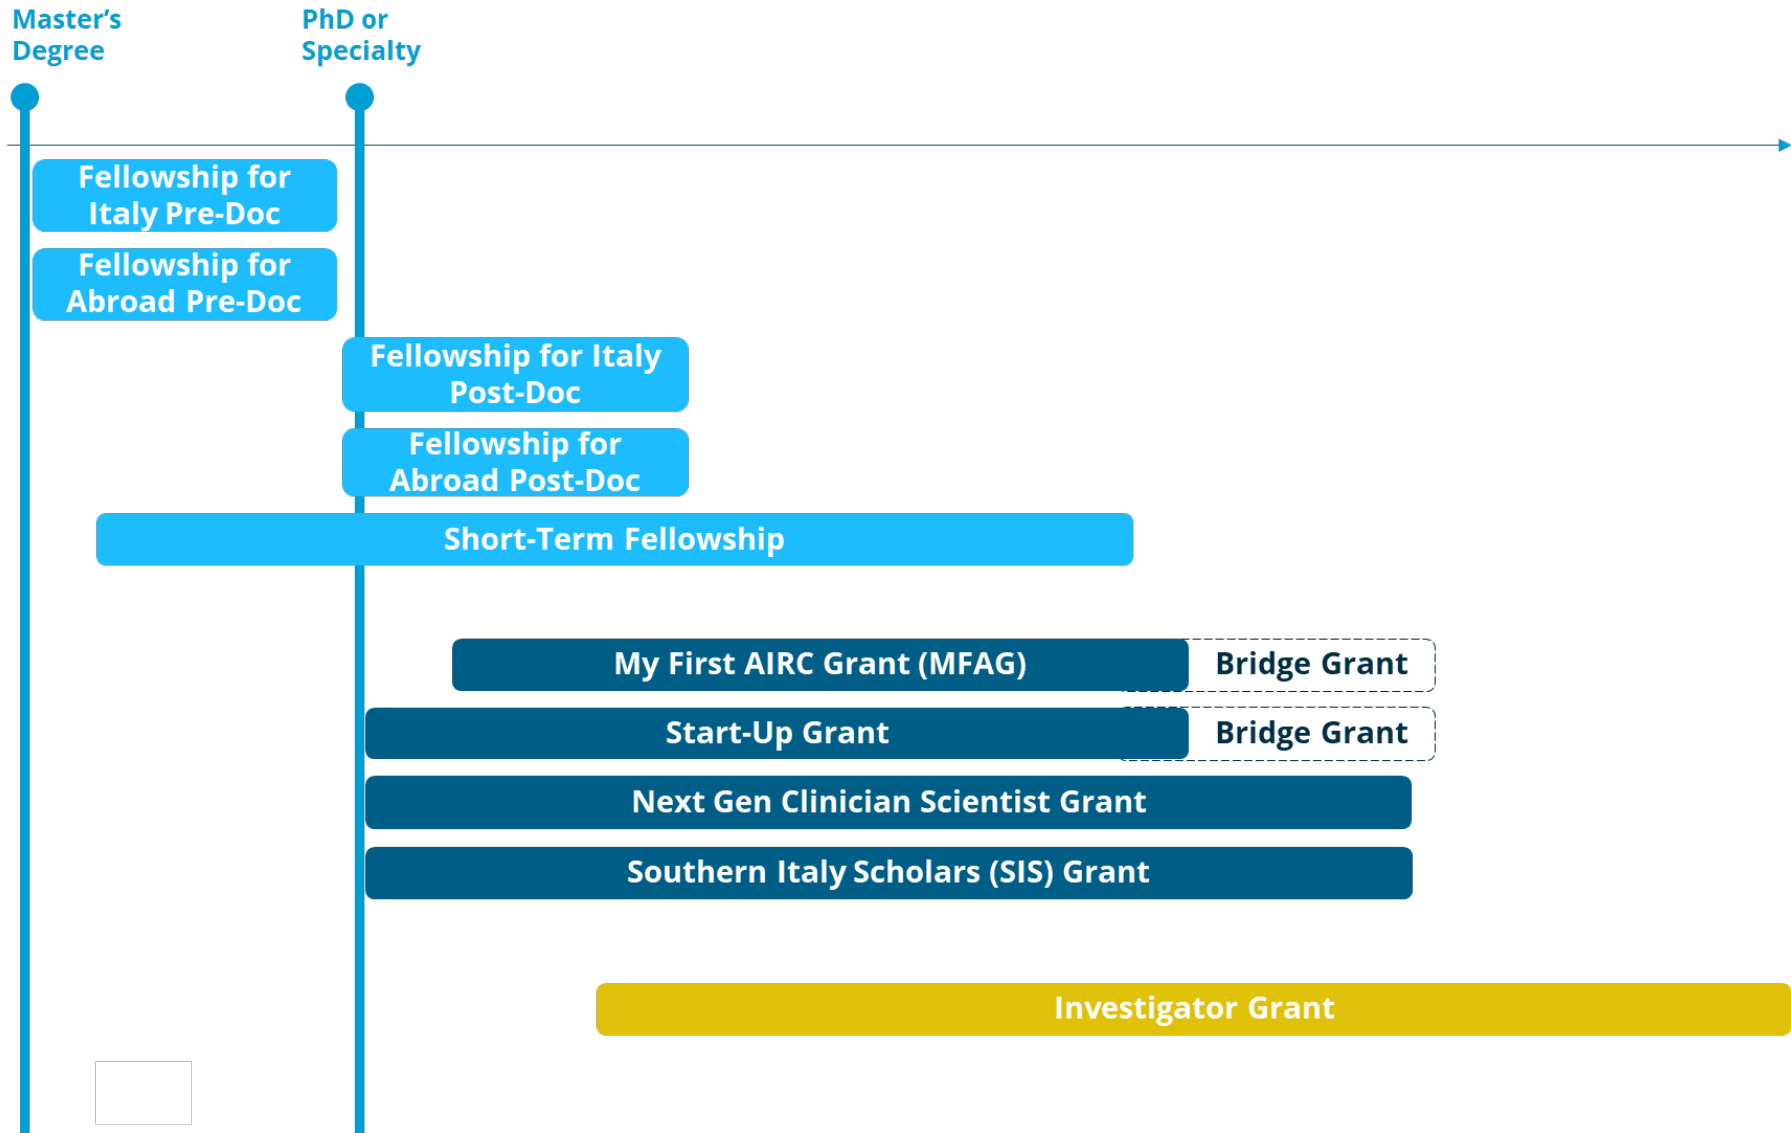 Master’s
Degree
PhD or
Specialty
Fellowship for
Italy Pre-Doc
Fellowship for
Abroad Pre-Doc
Fellowship for Italy
Post-Doc
Fellowship for
Abroad Post-Doc
Short-Term Fellowship
My First AIRC Grant (MFAG)
Bridge Grant
Start-Up Grant
Bridge Grant
Next Gen Clinician Scientist Grant
Southern Italy Scholars (SIS) Grant
Investigator Grant